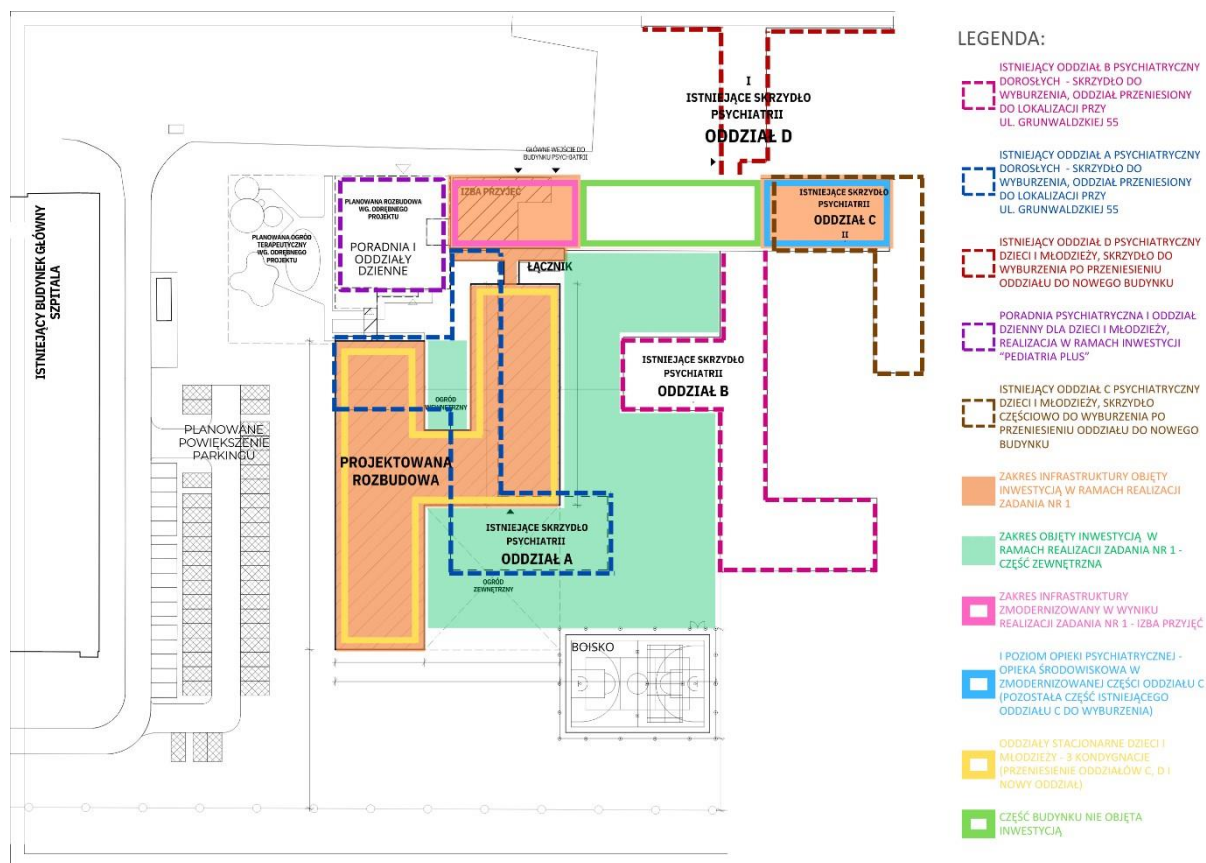 I
ISTNIEJĄCE SKRZYDŁO
PSYCHIATRII
ODDZIAŁ D
GŁÓWNE WEJŚCIE DO
BUDYNKU PSYCHIATRII
IZBA PRZYJĘĆ
PLANOWANA ROZBUDOWA
WG. ODRĘBNEGO
PROJEKTU
PORADNIA I
ODDZIAŁY
DZIENNE
PLANOWANA OGRÓD
TERAPEUTYCZNY
WG. ODRĘBNEGO
PROJEKTU
ISTNIEJĄCE SKRZYDŁO
PSYCHIATRII
ODDZIAŁ C
II
ŁĄCZNIK
ISTNIEJĄCY BUDYNEK GŁÓWNY
SZPITALA
ISTNIEJĄCE SKRZYDŁO
PSYCHIATRII
ODDZIAŁ B
OGRÓD
WEWNĘTRZNY
PLANOWANE
POWIĘKSZENIE
PARKINGU
PROJEKTOWANA
ROZBUDOWA
ISTNIEJĄCE SKRZYDŁO
PSYCHIATRII
ODDZIAŁ A
OGRÓD
ZEWNĘTRZNY
BOISKO
LEGENDA:
ISTNIEJĄCY ODDZIAŁ B PSYCHIATRYCZNY
DOROSŁYCH - SKRZYDŁO DO
WYBURZENIA, ODDZIAŁ PRZENIESIONY
DO LOKALIZACJI PRZY
UL. GRUNWALDZKIEJ 55
ISTNIEJĄCY ODDZIAŁ A PSYCHIATRYCZNY
DOROSŁYCH - SKRZYDŁO DO
WYBURZENIA, ODDZIAŁ PRZENIESIONY
DO LOKALIZACJI PRZY
UL. GRUNWALDZKIEJ 55
ISTNIEJĄCY ODDZIAŁ D PSYCHIATRYCZNY
DZIECI I MŁODZIEŻY, SKRZYDŁO DO
WYBURZENIA PO PRZENIESIENIU
ODDZIAŁU DO NOWEGO BUDYNKU
PORADNIA PSYCHIATRYCZNA I ODDZIAŁ
DZIENNY DLA DZIECI I MŁODZIEŻY,
REALIZACJA W RAMACH INWESTYCJI
"PEDIATRIA PLUS"
ISTNIEJĄCY ODDZIAŁ C PSYCHIATRYCZNY
DZIECI I MŁODZIEŻY, SKRZYDŁO
CZĘŚCIOWO DO WYBURZENIA PO
PRZENIESIENIU ODDZIAŁU DO NOWEGO
BUDYNKU
ZAKRES INFRASTRUKTURY OBJĘTY
INWESTYCJĄ W RAMACH REALIZACJI
ZADANIA NR 1
ZAKRES OBJĘTY INWESTYCJĄ W
RAMACH REALIZACJI ZADANIA NR 1 -
CZĘŚĆ ZEWNĘTRZNA
ZAKRES INFRASTRUKTURY
ZMODERNIZOWANY W WYNIKU
REALIZACJI ZADANIA NR 1 - IZBA PRZYJĘĆ
I POZIOM OPIEKI PSYCHIATRYCZNEJ -
OPIEKA ŚRODOWISKOWA W
ZMODERNIZOWANEJ CZĘŚCI ODDZIAŁU C
(POZOSTAŁA CZĘŚĆ ISTNIEJĄCEGO
ODDZIAŁU C DO WYBURZENIA)
ODDZIAŁY STACJONARNE DZIECI I
MŁODZIEŻY - 3 KONDYGNACJE
(PRZENIESIENIE ODDZIAŁÓW C, D I
NOWY ODDZIAŁ)
CZĘŚĆ BUDYNKU NIE OBJĘTA
INWESTYCJĄ